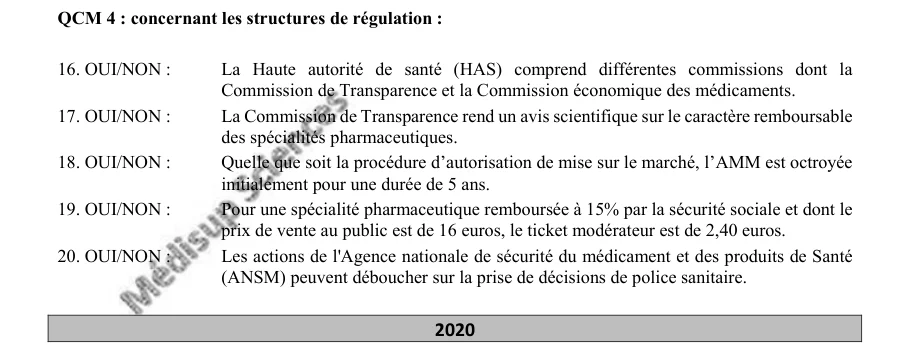 QCM 4 : concernant les structures de régulation :
16. OUI/NON : La Haute autorité de santé (HAS) comprend différentes commissions dont la
Commission de Transparence et la Commission économique des médicaments.
17. OUI/NON : La Commission de Transparence rend un avis scientifique sur le caractère remboursable
des spécialités pharmaceutiques.
18. OUI/NON : Quelle que soit la procédure d’autorisation de mise sur le marché, l’AMM est octroyée
initialement pour une durée de 5 ans.
19. OUI/NON : Pour une spécialité pharmaceutique remboursée à 15% par la sécurité sociale et dont le
prix de vente au public est de 16 euros, le ticket modérateur est de 2,40 euros.
20. OUI/NON : Les actions de l'Agence nationale de sécurité du médicament et des produits de Santé
(ANSM) peuvent déboucher sur la prise de décisions de police sanitaire.
Médisup Sciences
2020